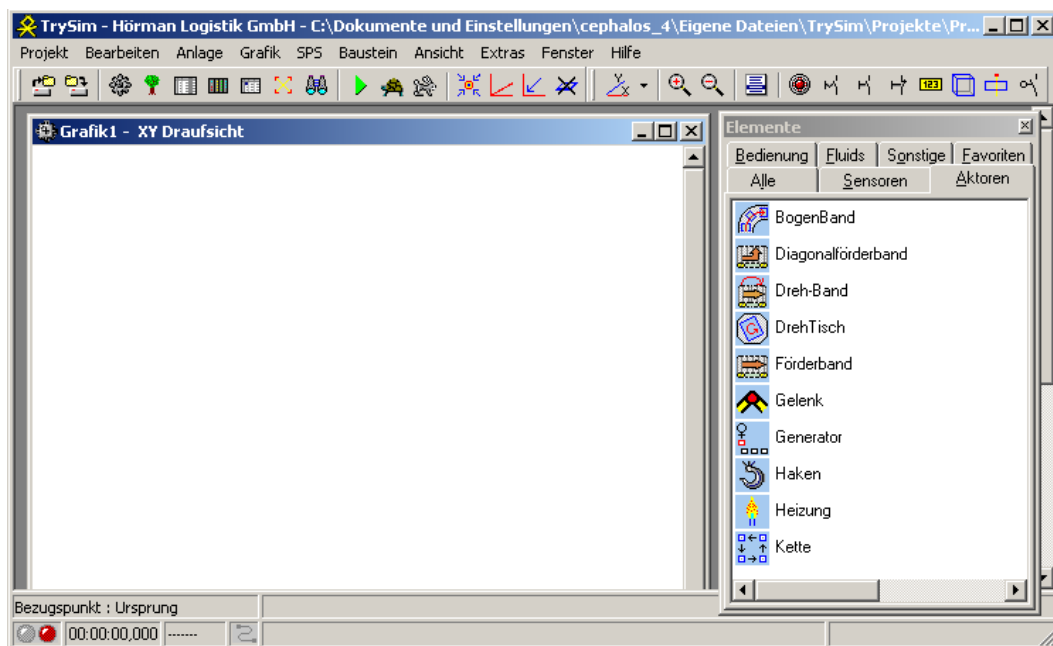 TrySim - Hörman Logistik GmbH - C:\Dokumente und Einstellungen\cephalos_4\Eigene Dateien\TrySim\Projekte\Pr...
Projekt Bearbeiten Anlage Grafik SPS Baustein Ansicht Extras Fenster Hilfe
123
Grafik1 - XY Draufsicht
Elemente
Bedienung Fluids Sonstige Favoriten
Alle Sensoren Aktoren
BogenBand
Diagonalförderband
Dreh-Band
DrehTisch
Förderband
Gelenk
Generator
Haken
Heizung
Kette
Bezugspunkt : Ursprung
00:00:00,000 -------